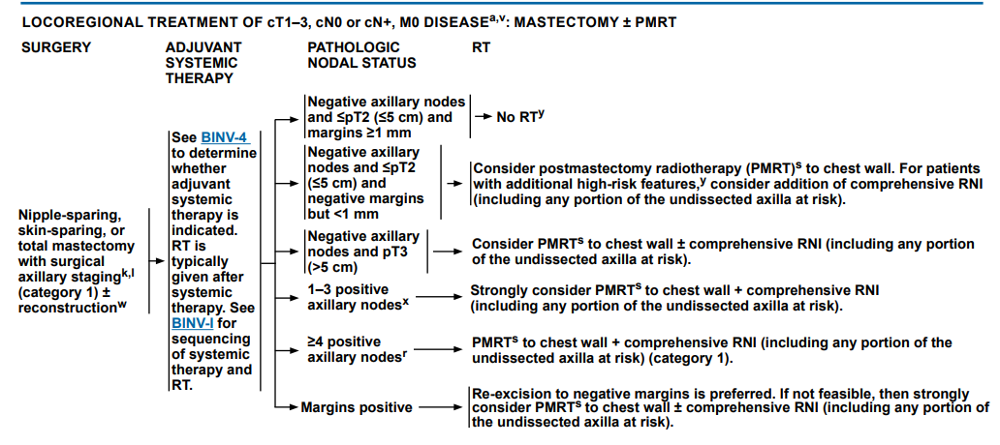 LOCOREGIONAL TREATMENT OF cT1–3, cN0 or cN+, M0 DISEASEa,v: MASTECTOMY ± PMRT
SURGERY
ADJUVANT
SYSTEMIC
THERAPY
PATHOLOGIC
NODAL STATUS
RT
Nipple-sparing,
skin-sparing, or
total mastectomy
with surgical
axillary stagingk,l
(category 1) ±
reconstructionw
See BINV-4
to determine
whether
adjuvant
systemic
therapy is
indicated.
RT is
typically
given after
systemic
therapy. See
BINV-I for
sequencing
of systemic
therapy and
RT.
Negative axillary nodes
and ≤pT2 (≤5 cm) and
margins ≥1 mm
No RTy
Negative axillary
nodes and ≤pT2
(≤5 cm) and
negative margins
but <1 mm
Consider postmastectomy radiotherapy (PMRT)s to chest wall. For patients
with additional high-risk features,y consider addition of comprehensive RNI
(including any portion of the undissected axilla at risk).
Negative axillary
nodes and pT3
(>5 cm)
Consider PMRTs to chest wall ± comprehensive RNI (including any portion
of the undissected axilla at risk).
1–3 positive
axillary nodesx
Strongly consider PMRTs to chest wall + comprehensive RNI
(including any portion of the undissected axilla at risk).
≥4 positive
axillary nodesr
PMRTs to chest wall + comprehensive RNI (including any portion of the
undissected axilla at risk) (category 1).
Margins positive
Re-excision to negative margins is preferred. If not feasible, then strongly
consider PMRTs to chest wall ± comprehensive RNI (including any portion of
the undissected axilla at risk).